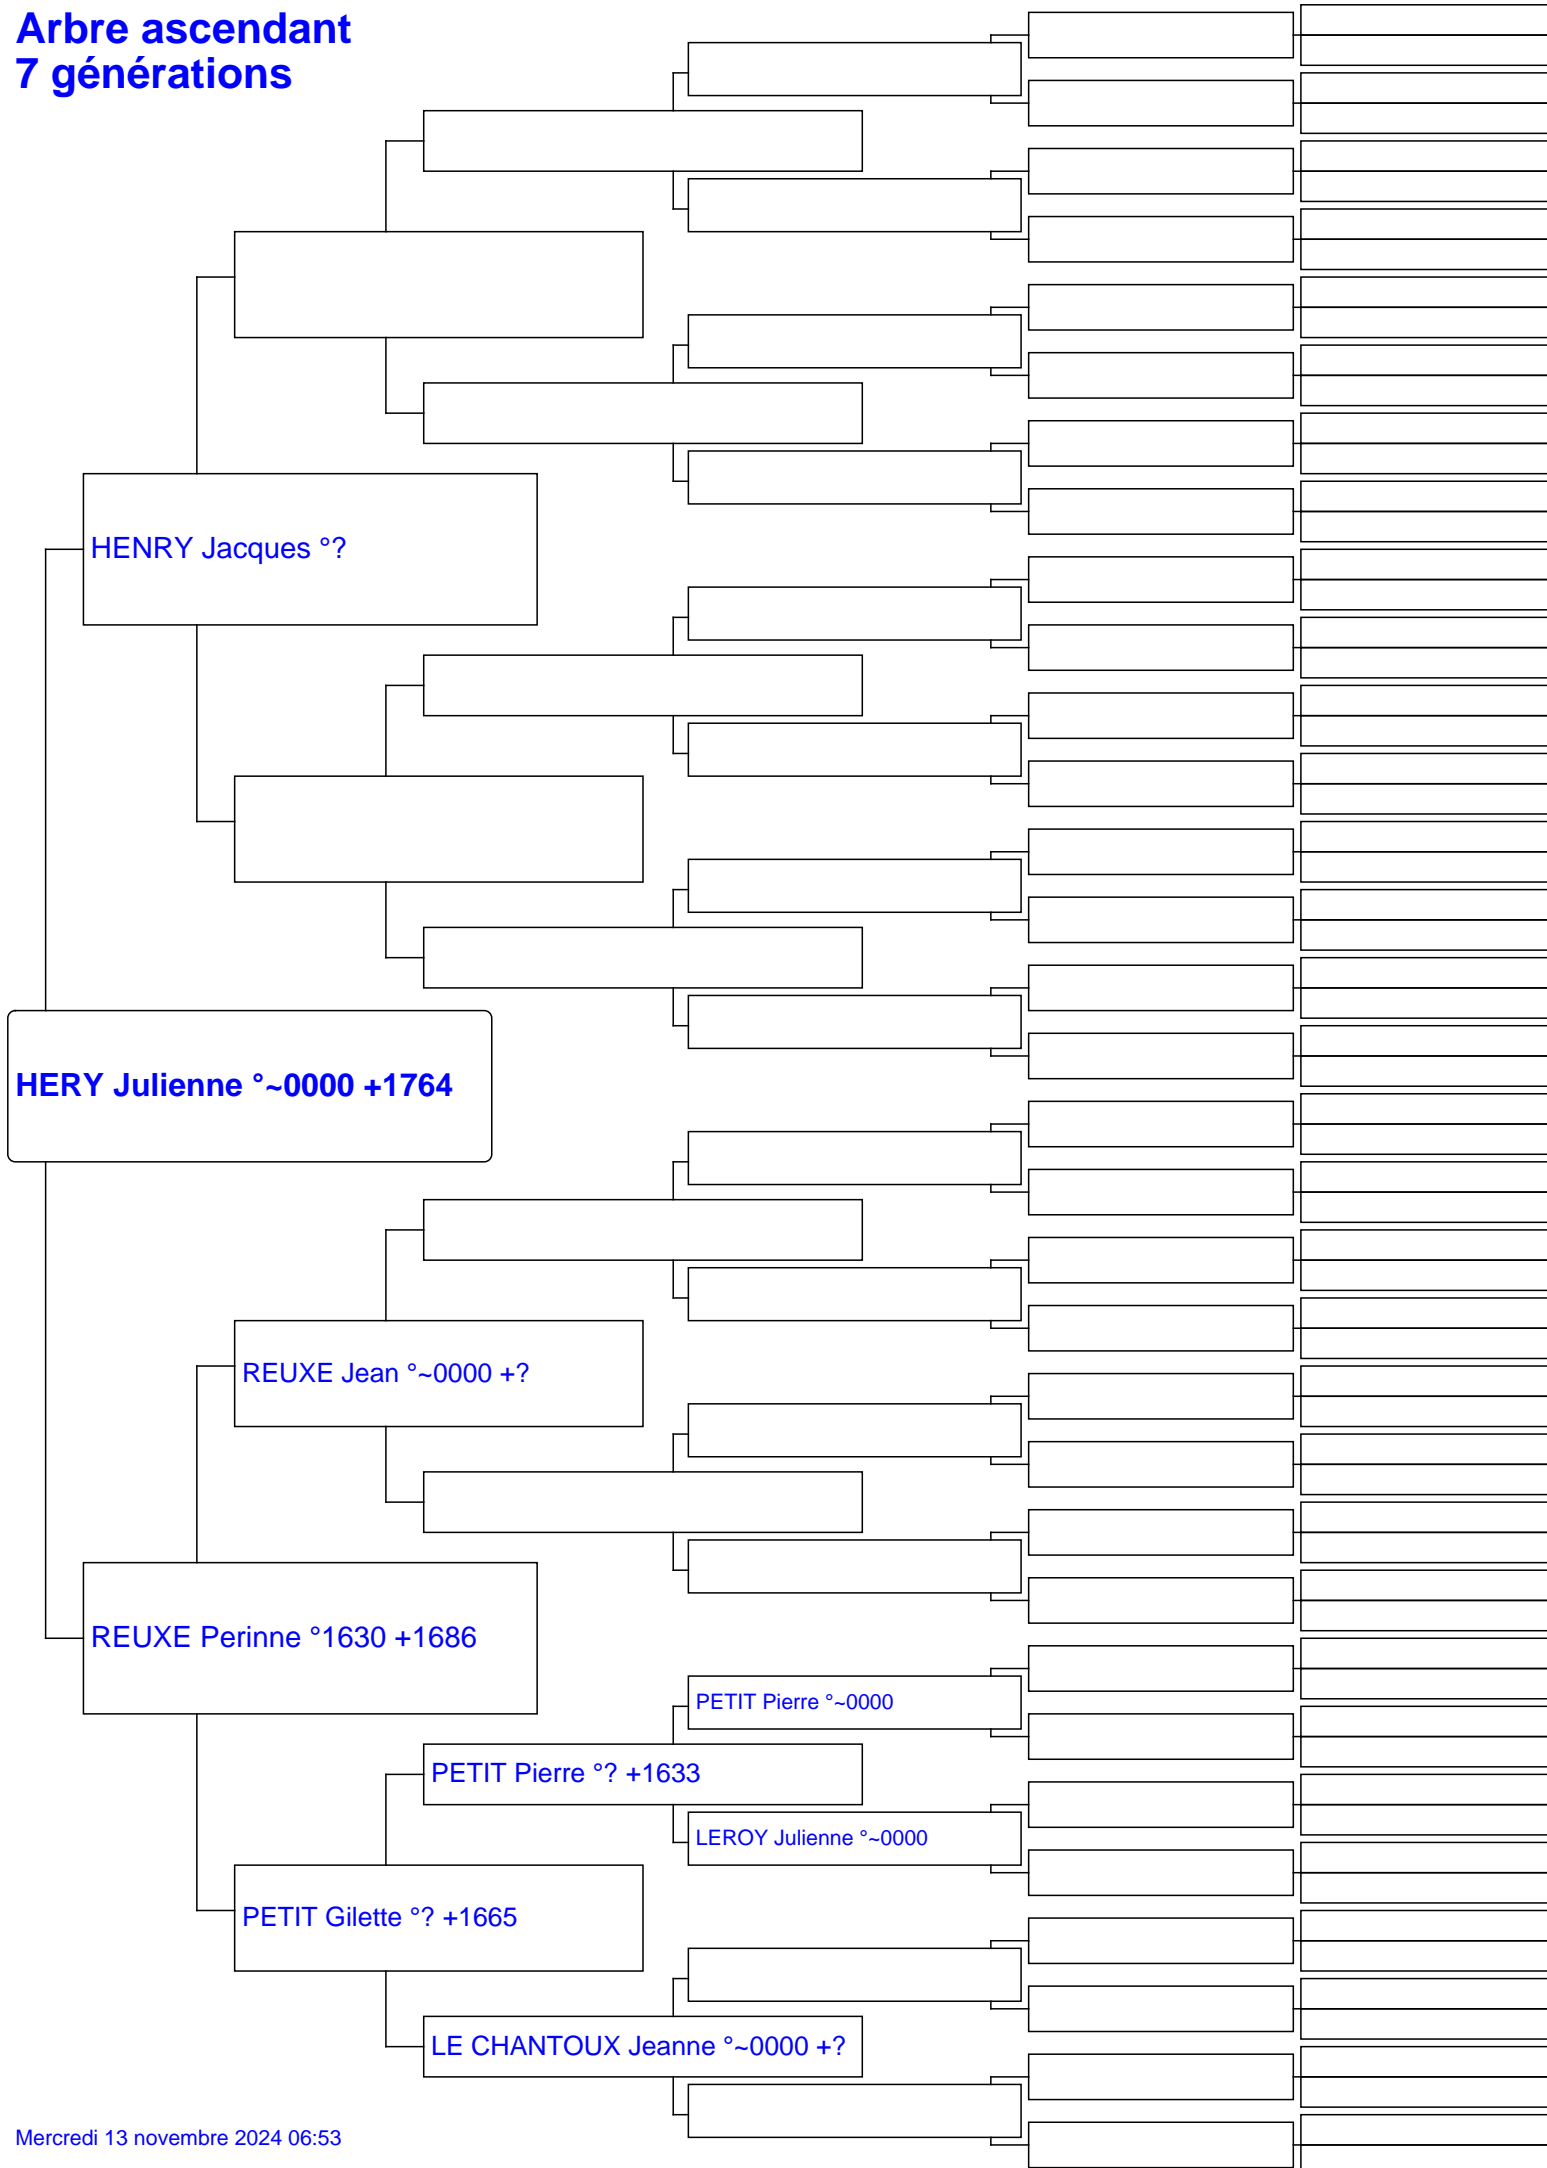 Arbre ascendant
7 générations
HENRY Jacques °?
HERY Julienne °~0000 +1764
REUXE Jean °~0000 +?
REUXE Perinne °1630 +1686
PETIT Pierre °~0000
PETIT Pierre °? +1633
LEROY Julienne °~0000
PETIT Gilette °? +1665
LE CHANTOUX Jeanne °~0000 +?
Mercredi 13 novembre 2024 06:53